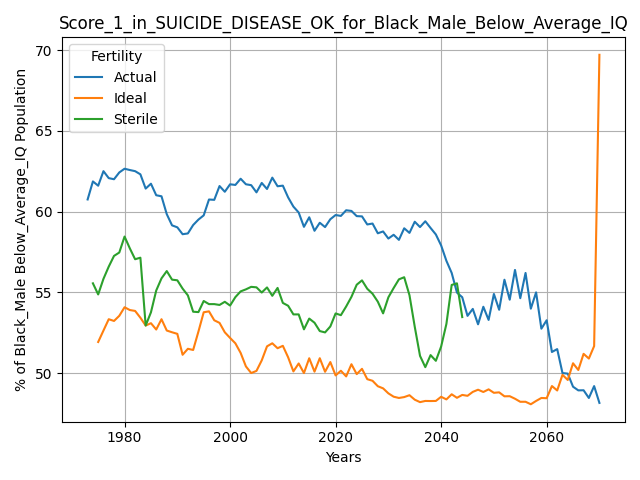 Score_1_in_SUICIDE_DISEASE_OK_for_Black_Male_Below_Average_IQ
Fertility
Actual
Ideal
Sterile
% of Black_Male Below_Average_IQ Population
70
65
60
55
50
1980
2000
2020
2040
2060
Years